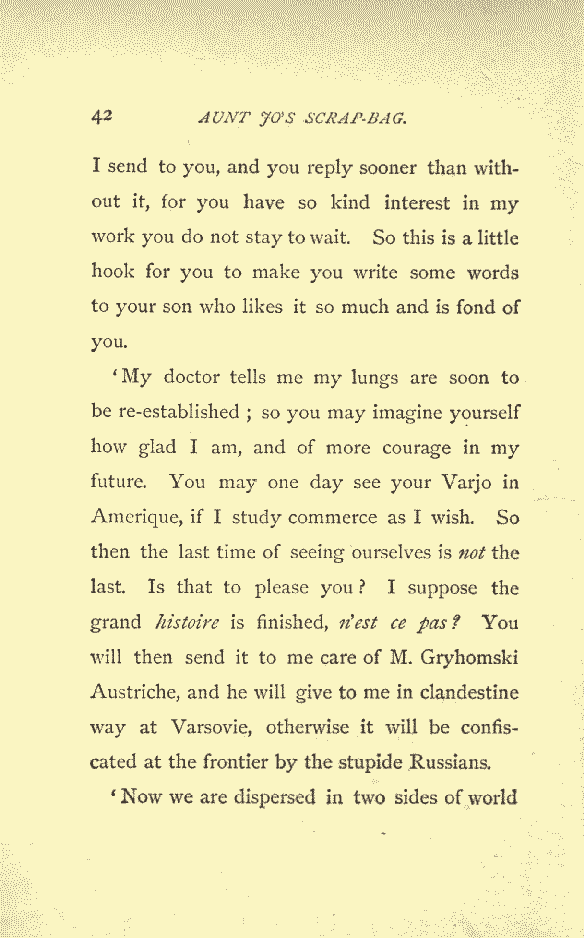 42 AUNT JO'S SCRAP-BAG.
I send to you, and you reply sooner than with-
out it, for you have so kind interest in my
work you do not stay to wait. So this is a little
hook for you to make you write some words
to your son who likes it so much and is fond of
you.
'My doctor tells me my lungs are soon to
be re-established ; so you may imagine yourself
how glad I am, and of more courage in my
future. You may one day see your Varjo in
Amerique, if I study commerce as I wish. So
then the last time of seeing ourselves is not the
last. Is that to please you ? I suppose the
grand histoire is finished, n'est ce pas ? You
will then send it to me care of M. Gryhomski
Austriche, and he will give to me in clandestine
way at Varsovie, otherwise it will be confis-
cated at the frontier by the stupide Russians.
'Now we are dispersed in two sides of world